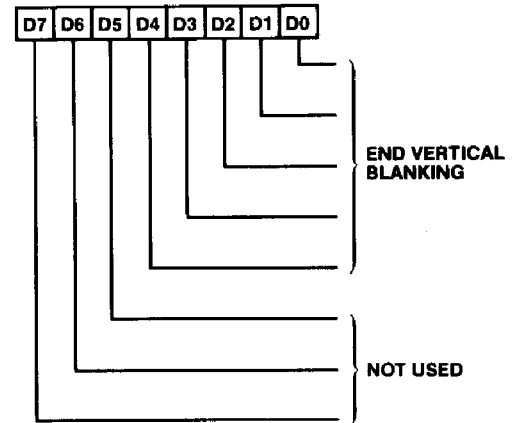 D7 D6 D5 D4 D3 D2 D1 D0
END VERTICAL
BLANKING
NOT USED